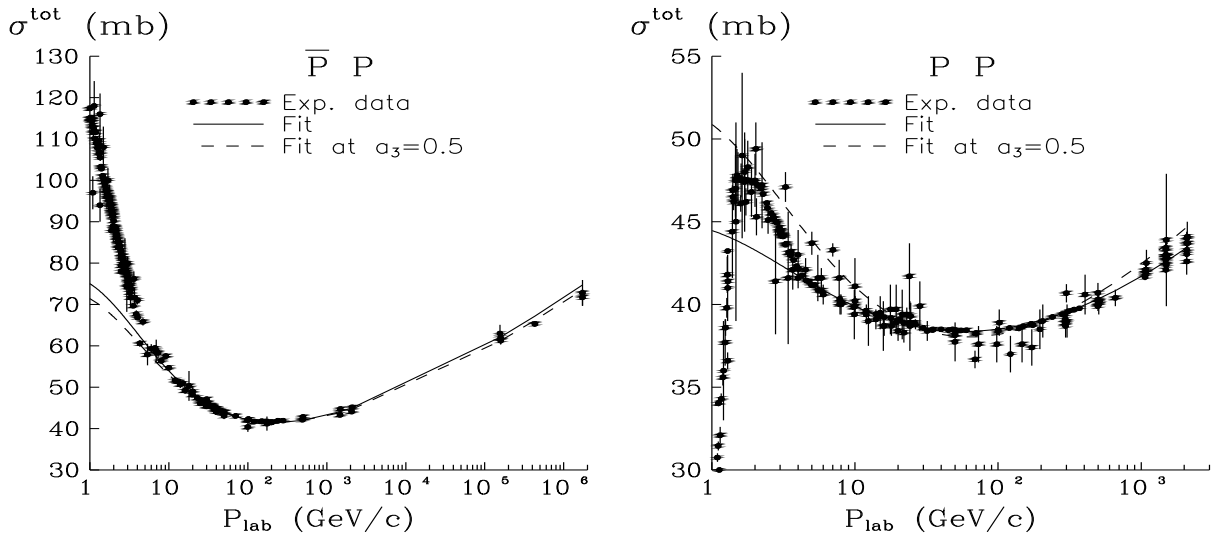 σ^tot (mb)
P̅ P
Exp. data
Fit
Fit at a₃=0.5
130
120
110
100
90
80
70
60
50
40
30
1 10 10² 10³ 10⁴ 10⁵ 10⁶
P_lab (GeV/c)
σ^tot (mb)
P P
Exp. data
Fit
Fit at a₃=0.5
55
50
45
40
35
30
1 10 10² 10³
P_lab (GeV/c)